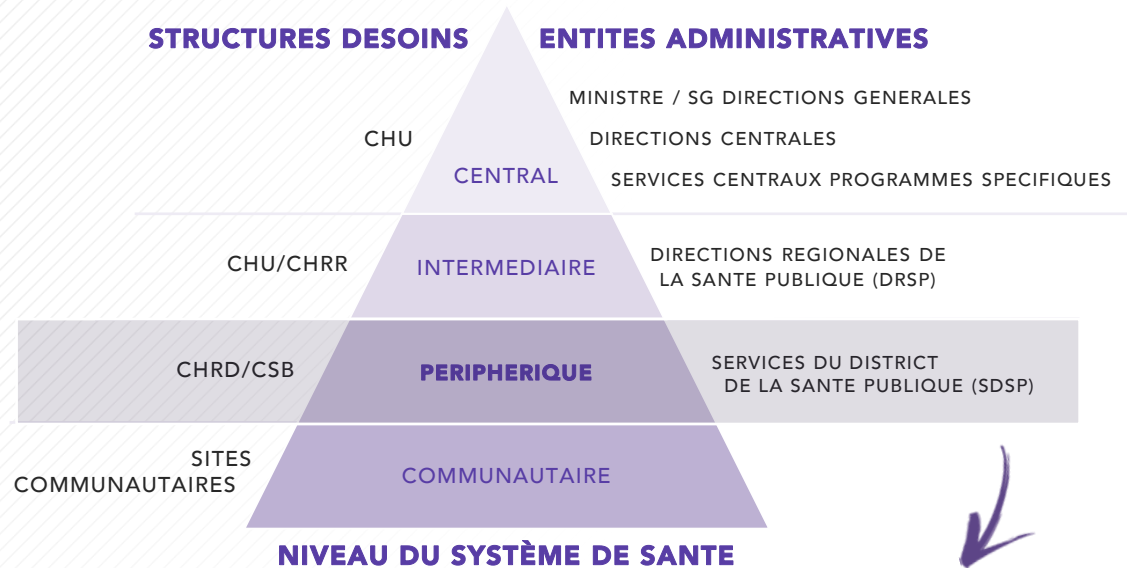 STRUCTURES DESOINS
ENTITES ADMINISTRATIVES
MINISTRE / SG DIRECTIONS GENERALES
CHU
DIRECTIONS CENTRALES
CENTRAL
SERVICES CENTRAUX PROGRAMMES SPECIFIQUES
CHU/CHRR
INTERMEDIAIRE
DIRECTIONS REGIONALES DE
LA SANTE PUBLIQUE (DRSP)
CHRD/CSB
PERIPHERIQUE
SERVICES DU DISTRICT
DE LA SANTE PUBLIQUE (SDSP)
SITES
COMMUNAUTAIRES
COMMUNAUTAIRE
NIVEAU DU SYSTÈME DE SANTE